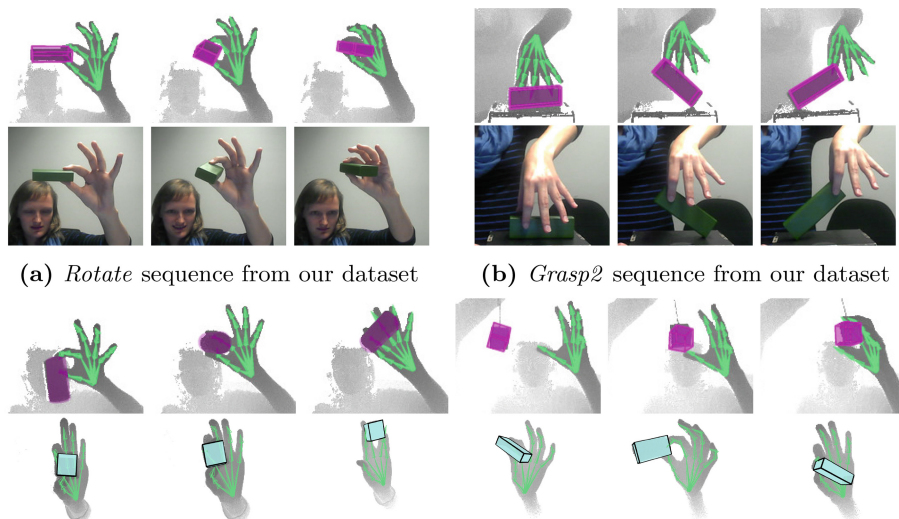 (a) Rotate sequence from our dataset
(b) Grasp2 sequence from our dataset